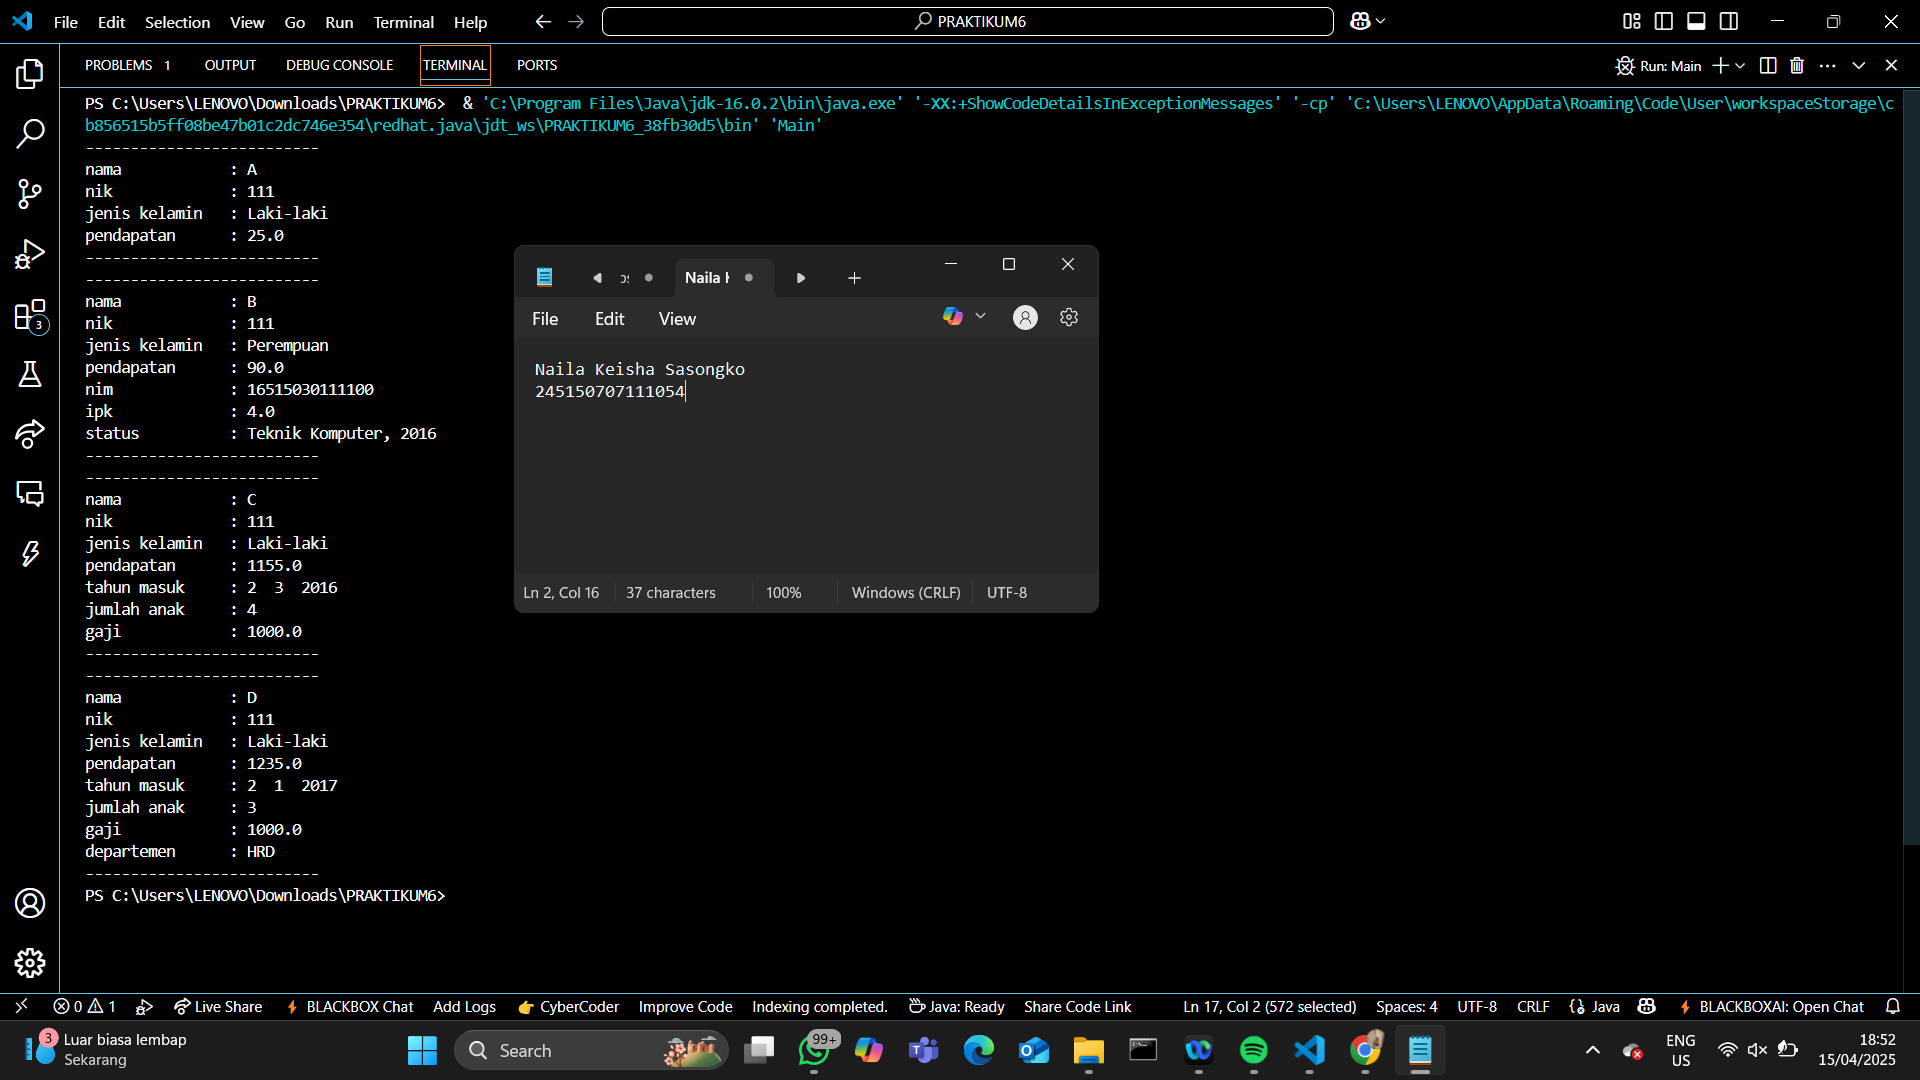 File Edit Selection View Go Run Terminal Help
PRAKTIKUM6
PROBLEMS 1 OUTPUT DEBUG CONSOLE TERMINAL PORTS
Run: Main
PS C:\Users\LENOVO\Downloads\PRAKTIKUM6> & 'C:\Program Files\Java\jdk-16.0.2\bin\java.exe' '-XX:+ShowCodeDetailsInExceptionMessages' '-cp' 'C:\Users\LENOVO\AppData\Roaming\Code\User\workspaceStorage\c
b856515b5ff08be47b01c2dc746e354\redhat.java\jdt_ws\PRAKTIKUM6_38fb30d5\bin' 'Main'
--------------------------
nama : A
nik : 111
jenis kelamin : Laki-laki
pendapatan : 25.0
--------------------------
--------------------------
nama : B
nik : 111
jenis kelamin : Perempuan
pendapatan : 90.0
nim : 16515030111100
ipk : 4.0
status : Teknik Komputer, 2016
--------------------------
--------------------------
nama : C
nik : 111
jenis kelamin : Laki-laki
pendapatan : 1155.0
tahun masuk : 2 3 2016
jumlah anak : 4
gaji : 1000.0
--------------------------
--------------------------
nama : D
nik : 111
jenis kelamin : Laki-laki
pendapatan : 1235.0
tahun masuk : 2 1 2017
jumlah anak : 3
gaji : 1000.0
departemen : HRD
--------------------------
PS C:\Users\LENOVO\Downloads\PRAKTIKUM6>
Naila
File Edit View
Naila Keisha Sasongko
245150707111054
Ln 2, Col 16 37 characters 100% Windows (CRLF) UTF-8
3
0 1 Live Share BLACKBOX Chat Add Logs CyberCoder Improve Code Indexing completed. Java: Ready Share Code Link Ln 17, Col 2 (572 selected) Spaces: 4 UTF-8 CRLF {} Java BLACKBOXAI: Open Chat
3 Luar biasa lembap
Sekarang
Search
99+
ENG
US
18:52
15/04/2025